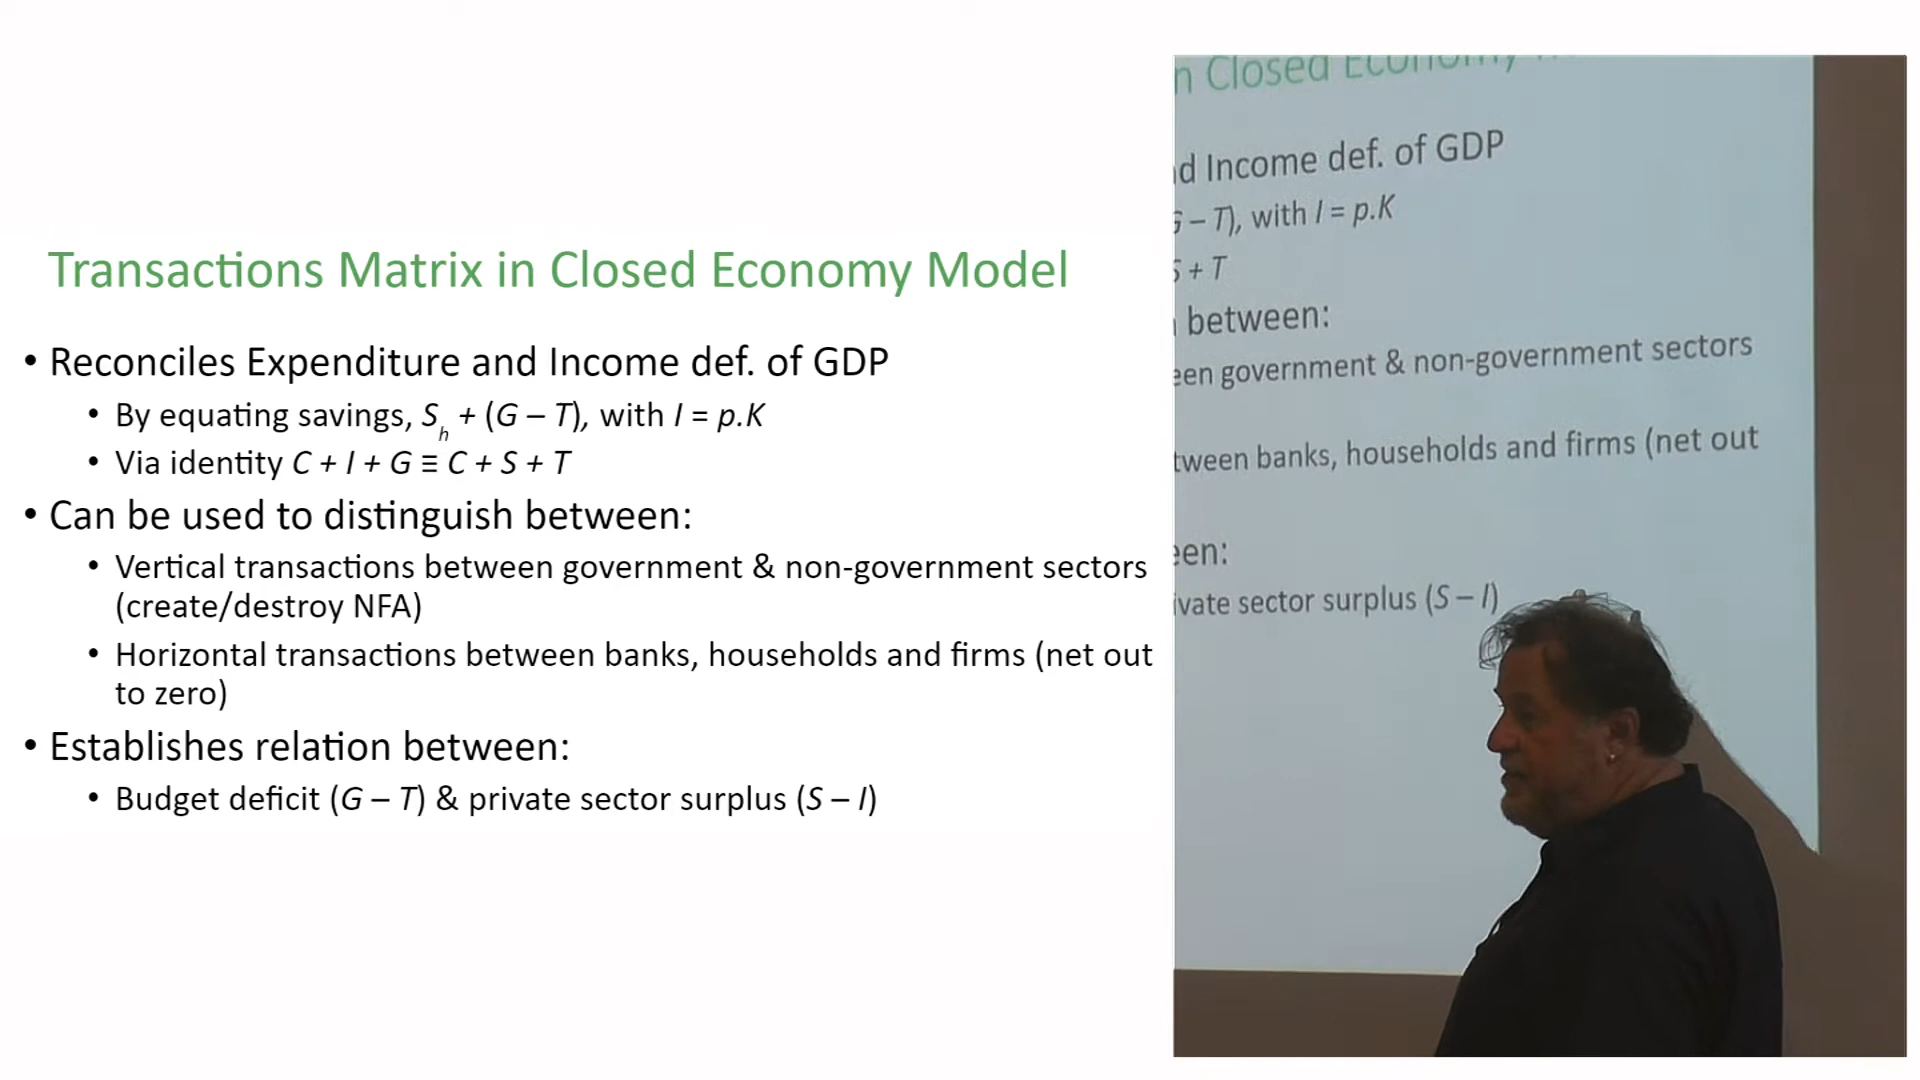 Transactions Matrix in Closed Economy Model
• Reconciles Expenditure and Income def. of GDP
• By equating savings, Sh + (G – T), with I = p.K
• Via identity C + I + G ≡ C + S + T
• Can be used to distinguish between:
• Vertical transactions between government & non-government sectors
(create/destroy NFA)
• Horizontal transactions between banks, households and firms (net out
to zero)
• Establishes relation between:
• Budget deficit (G – T) & private sector surplus (S – I)
n Closed Economy
d Income def. of GDP
– T), with I = p.K
S + T
between:
een government & non-government sectors
tween banks, households and firms (net out
een:
ivate sector surplus (S – I)